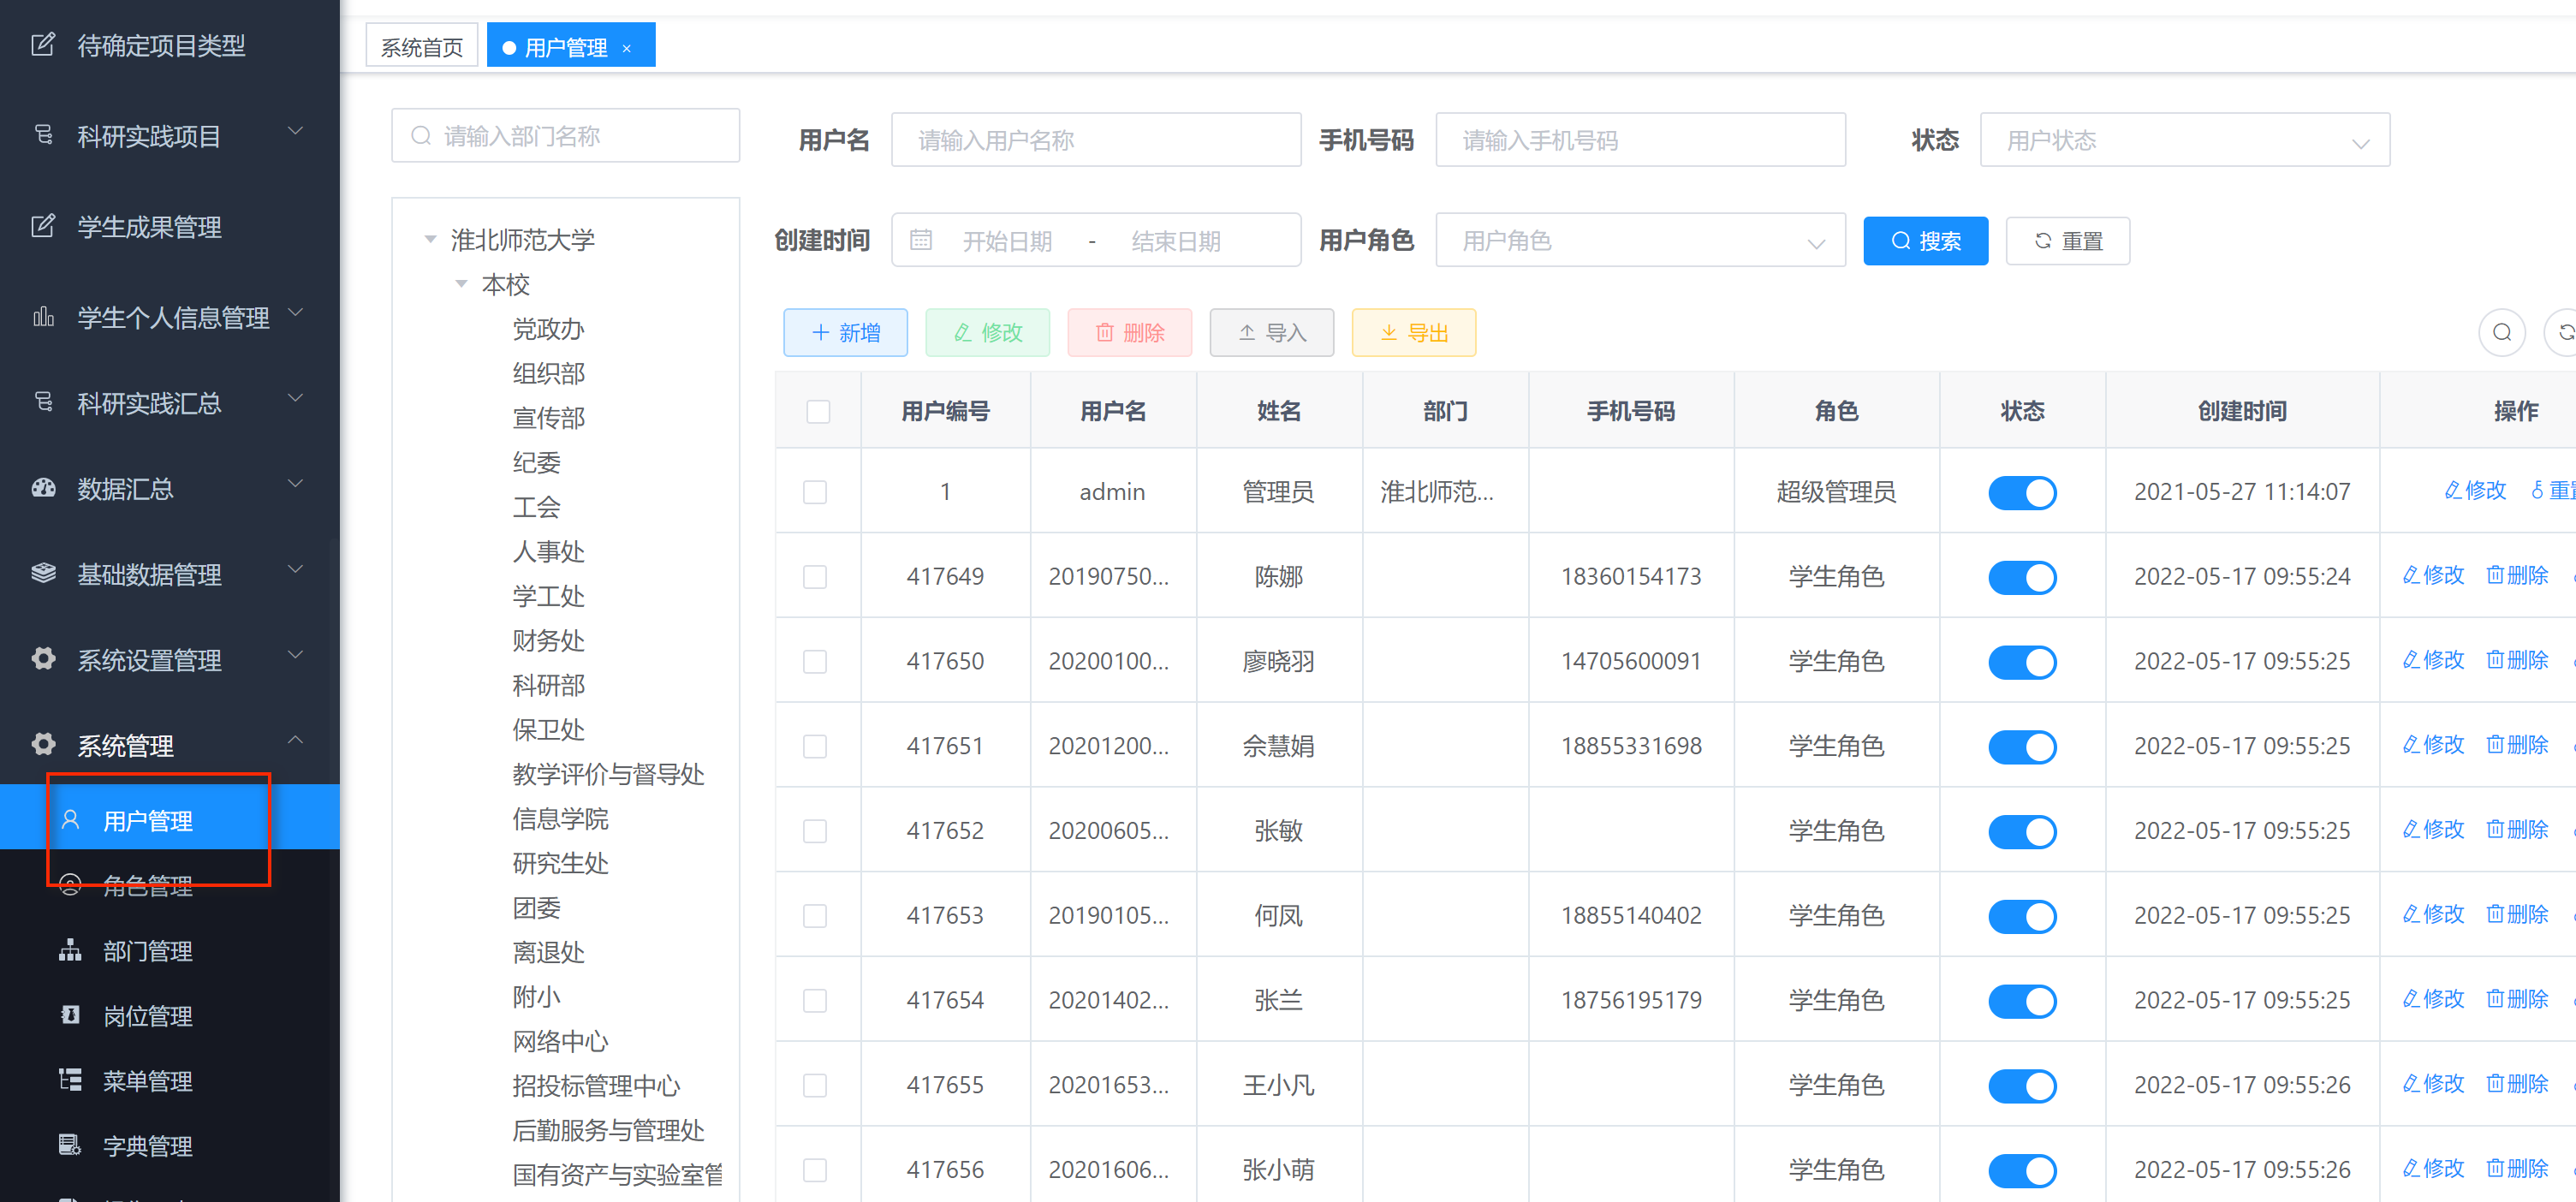 待确定项目类型
科研实践项目
学生成果管理
学生个人信息管理
科研实践汇总
数据汇总
基础数据管理
系统设置管理
系统管理
用户管理
角色管理
部门管理
岗位管理
菜单管理
字典管理
系统首页 用户管理 ×
请输入部门名称
淮北师范大学
本校
党政办
组织部
宣传部
纪委
工会
人事处
学工处
财务处
科研部
保卫处
教学评价与督导处
信息学院
研究生处
团委
离退处
附小
网络中心
招投标管理中心
后勤服务与管理处
国有资产与实验室管
用户名 请输入用户名称 手机号码 请输入手机号码 状态 用户状态
创建时间 开始日期 - 结束日期 用户角色 用户角色 搜索 重置
新增 修改 删除 导入 导出
用户编号 用户名 姓名 部门 手机号码 角色 状态 创建时间 操作
1 admin 管理员 淮北师范... 超级管理员 2021-05-27 11:14:07 修改 重置
417649 20190750... 陈娜 18360154173 学生角色 2022-05-17 09:55:24 修改 删除
417650 20200100... 廖晓羽 14705600091 学生角色 2022-05-17 09:55:25 修改 删除
417651 20201200... 佘慧娟 18855331698 学生角色 2022-05-17 09:55:25 修改 删除
417652 20200605... 张敏 学生角色 2022-05-17 09:55:25 修改 删除
417653 20190105... 何凤 18855140402 学生角色 2022-05-17 09:55:25 修改 删除
417654 20201402... 张兰 18756195179 学生角色 2022-05-17 09:55:25 修改 删除
417655 20201653... 王小凡 学生角色 2022-05-17 09:55:26 修改 删除
417656 20201606... 张小萌 学生角色 2022-05-17 09:55:26 修改 删除